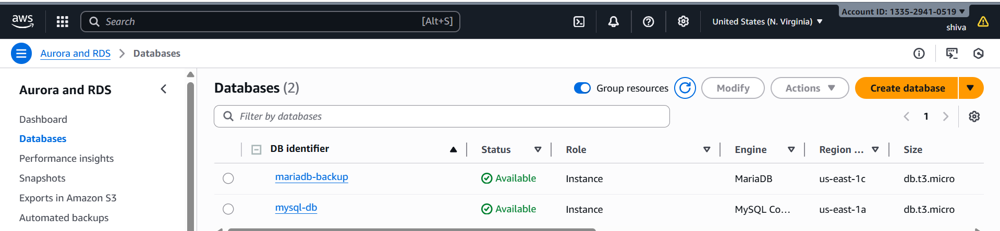 aws
Search [Alt+S]
United States (N. Virginia)
Account ID: 1335-2941-0519
shiva
Aurora and RDS
Databases
Aurora and RDS
Dashboard
Databases
Performance insights
Snapshots
Exports in Amazon S3
Automated backups
Databases (2)
Group resources
Modify
Actions
Create database
Filter by databases
1
DB identifier Status Role Engine Region ... Size
mariadb-backup Available Instance MariaDB us-east-1c db.t3.micro
mysql-db Available Instance MySQL Co... us-east-1a db.t3.micro